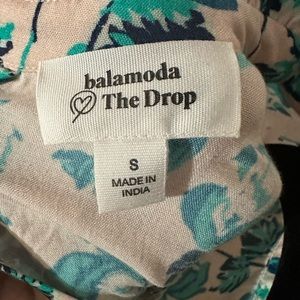 balamoda
The Drop
S
MADE IN
INDIA